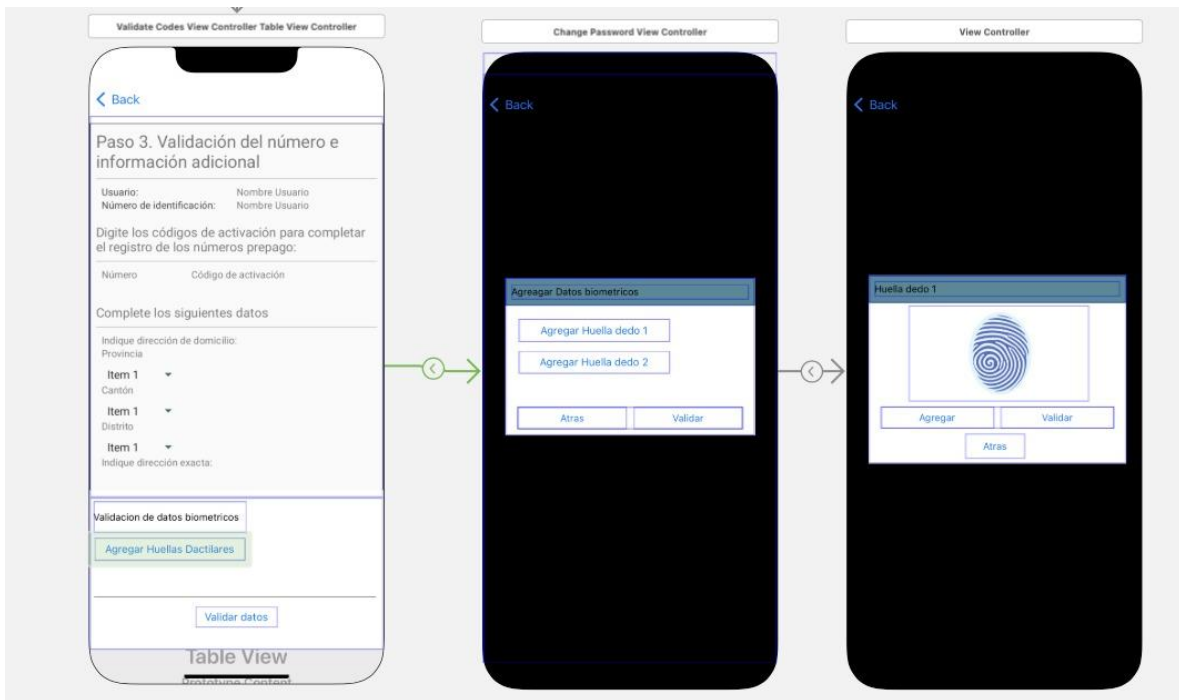 Validate Codes View Controller Table View Controller
Back
Paso 3. Validación del número e
información adicional
Usuario: Nombre Usuario
Número de identificación: Nombre Usuario
Digite los códigos de activación para completar
el registro de los números prepago:
Número Código de activación
Complete los siguientes datos
Indique dirección de domicilio:
Provincia
Item 1
Cantón
Item 1
Distrito
Item 1
Indique dirección exacta:
Validacion de datos biometricos
Agregar Huellas Dactilares
Validar datos
Table View
Prototype Content
Change Password View Controller
Back
Agreagar Datos biometricos
Agregar Huella dedo 1
Agregar Huella dedo 2
Atras Validar
View Controller
Back
Huella dedo 1
Agregar Validar
Atras